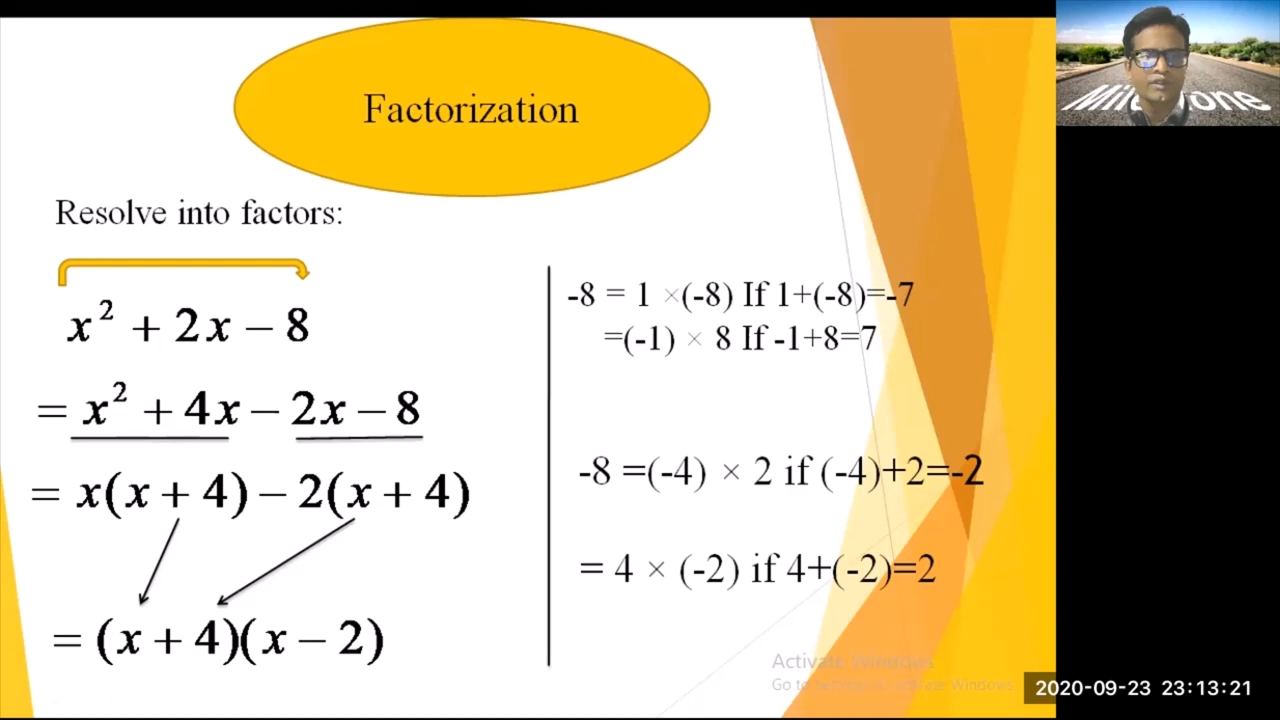 Factorization
Resolve into factors:
x² + 2x − 8
= x² + 4x − 2x − 8
= x(x + 4) − 2(x + 4)
= (x + 4)(x − 2)
-8 = 1 ×(-8) If 1+(-8)=-7
=(-1) × 8 If -1+8=7
-8 =(-4) × 2 if (-4)+2=-2
= 4 × (-2) if 4+(-2)=2
Activate Windows
Go to Settings to activate Windows.
2020-09-23 23:13:21